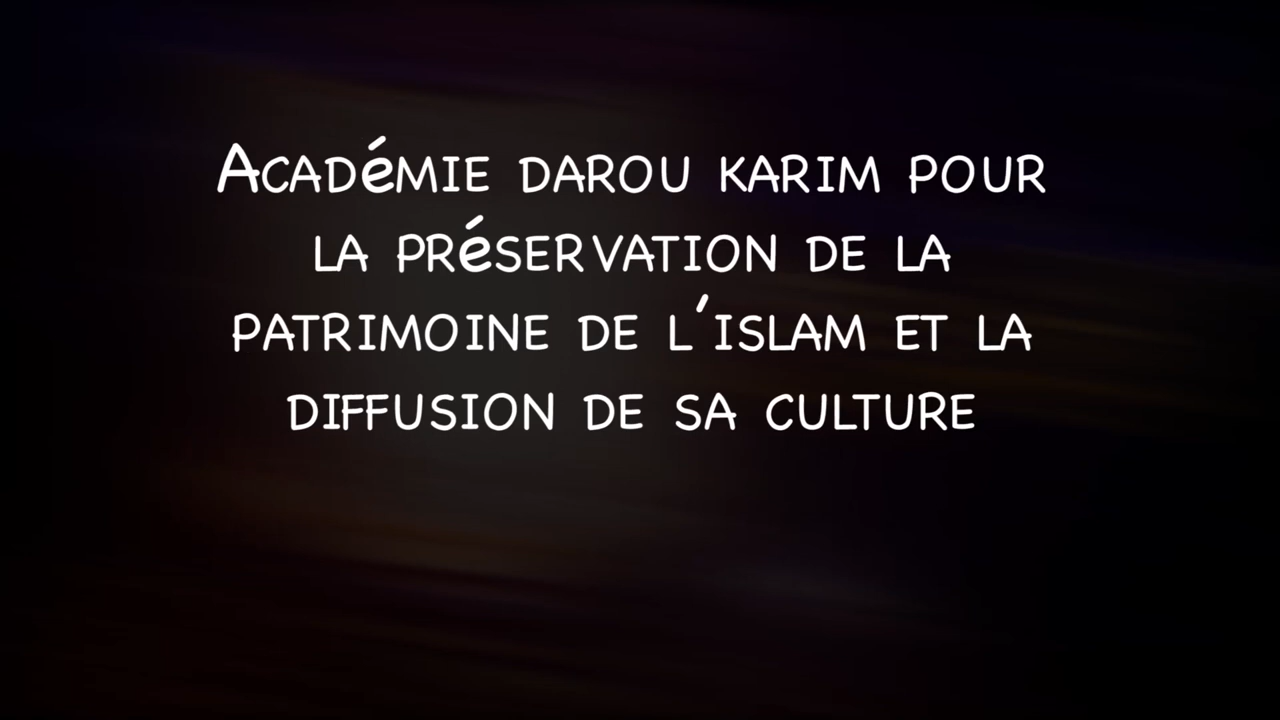 Académie darou karim pour
la préservation de la
patrimoine de l'islam et la
diffusion de sa culture